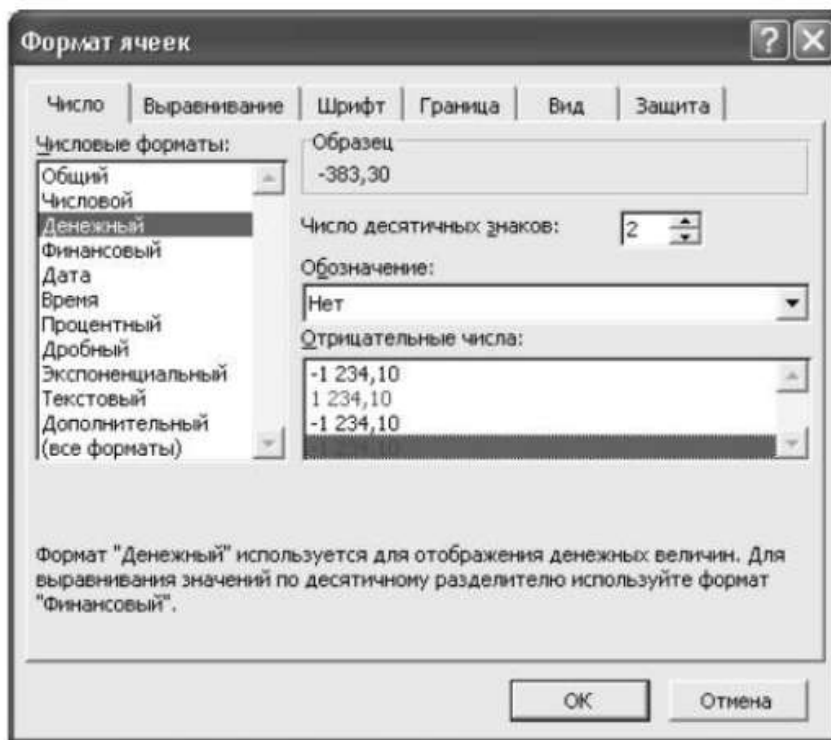 Формат ячеек
Число
Выравнивание
Шрифт
Граница
Вид
Защита
Числовые форматы:
Общий
Числовой
Денежный
Финансовый
Дата
Время
Процентный
Дробный
Экспоненциальный
Текстовый
Дополнительный
(все форматы)
Образец
-383,30
Число десятичных знаков:
2
Обозначение:
Нет
Отрицательные числа:
-1 234,10
1 234,10
-1 234,10
-1 234,10
Формат "Денежный" используется для отображения денежных величин. Для
выравнивания значений по десятичному разделителю используйте формат
"Финансовый".
ОК
Отмена